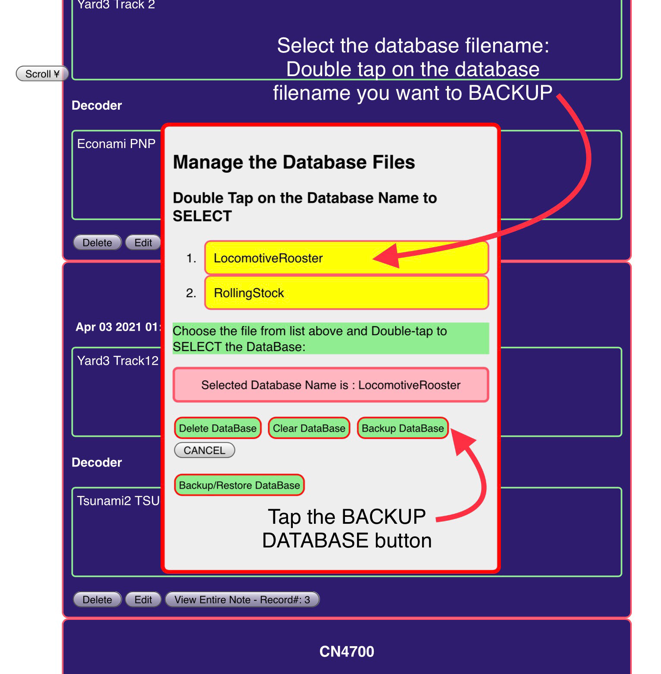 Yard3 Track 2
Select the database filename:
Double tap on the database
filename you want to BACKUP
Scroll ¥
Decoder
Econami PNP
Manage the Database Files
Double Tap on the Database Name to
SELECT
1. LocomotiveRooster
2. RollingStock
Delete Edit
Apr 03 2021 01:
Choose the file from list above and Double-tap to
SELECT the DataBase:
Yard3 Track12
Selected Database Name is : LocomotiveRooster
Delete DataBase Clear DataBase Backup DataBase
CANCEL
Decoder
Backup/Restore DataBase
Tsunami2 TSU
Tap the BACKUP
DATABASE button
Delete Edit View Entire Note - Record#: 3
CN4700